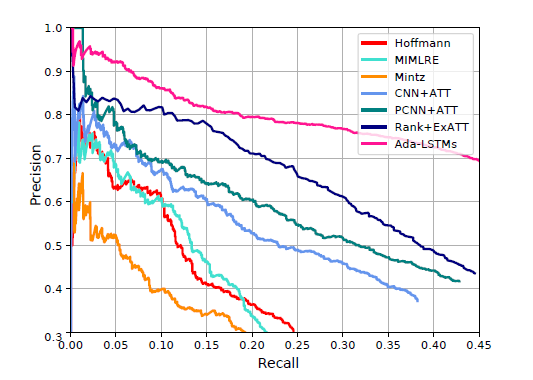 1.0
0.9
0.8
0.7
0.6
0.5
0.4
0.3
Precision
Hoffmann
MIMLRE
Mintz
CNN+ATT
PCNN+ATT
Rank+ExATT
Ada-LSTMs
0.00 0.05 0.10 0.15 0.20 0.25 0.30 0.35 0.40 0.45
Recall